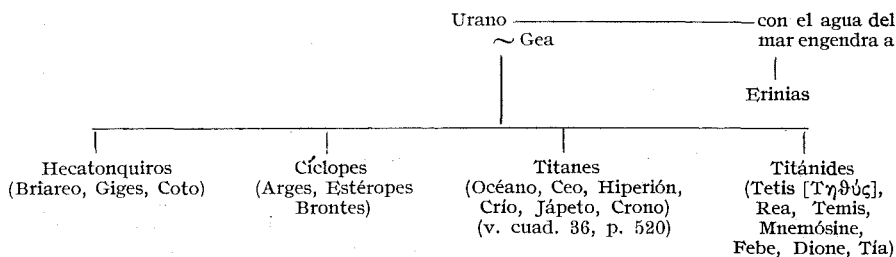 Urano con el agua del
~ Gea mar engendra a
Erinias
Hecatonquiros
(Briareo, Giges, Coto)
Cíclopes
(Arges, Estéropes
Brontes)
Titanes
(Océano, Ceo, Hiperión,
Crío, Jápeto, Crono)
(v. cuad. 36, p. 520)
Titánides
(Tetis [Τηθύς],
Rea, Temis,
Mnemósine,
Febe, Dione, Tía)